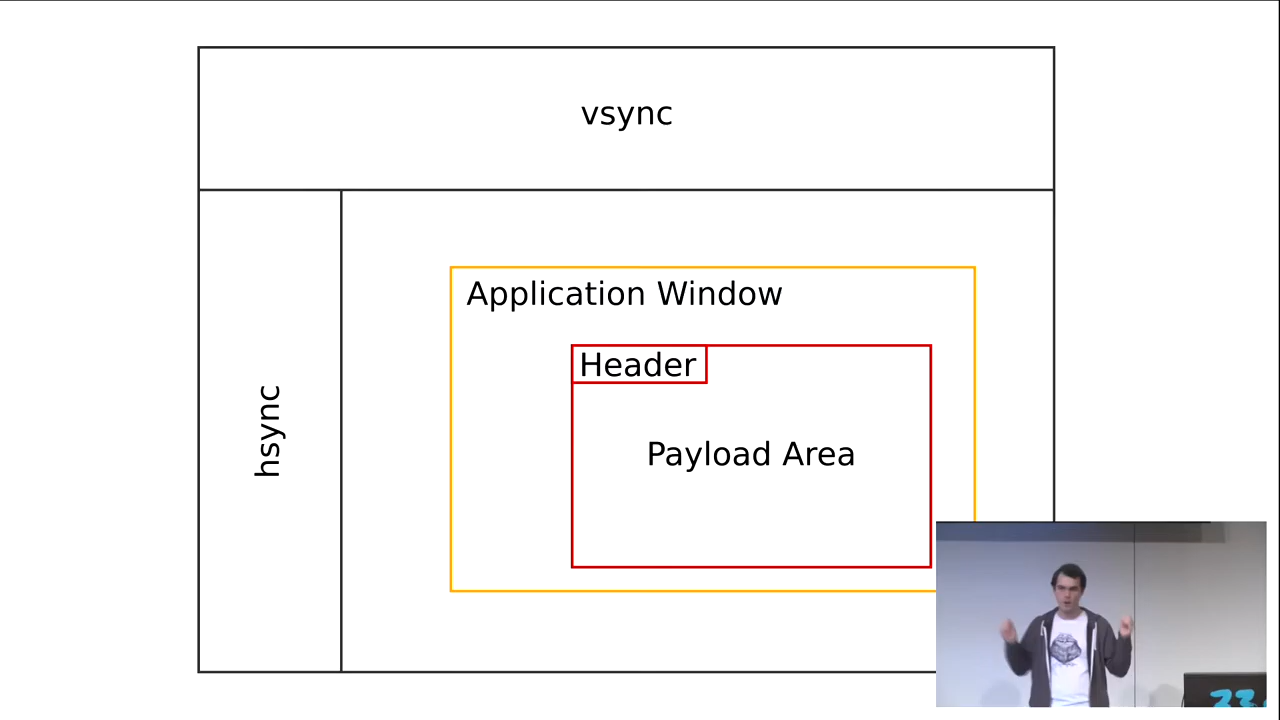 vsync
Application Window
Header
hsync
Payload Area